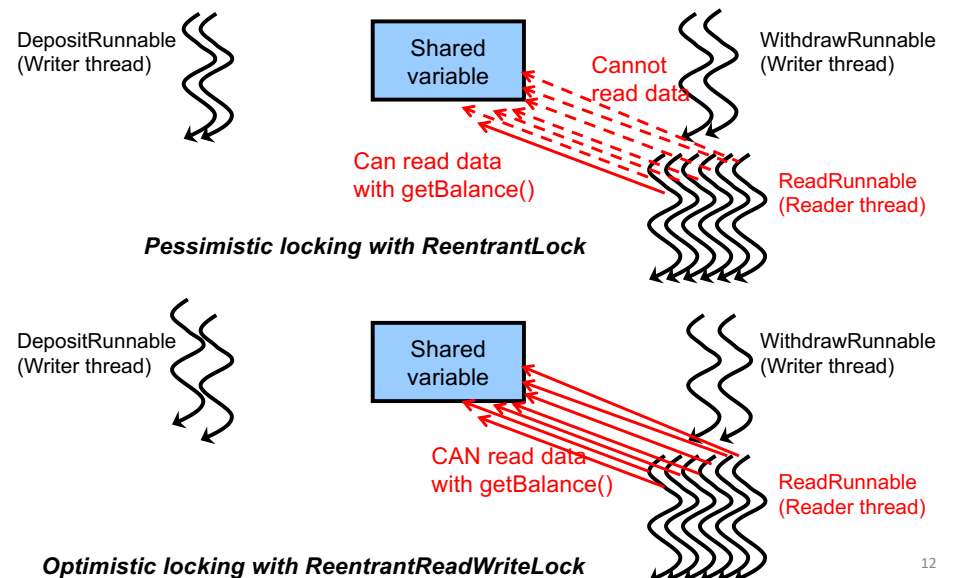 DepositRunnable
(Writer thread)
Shared
variable
Cannot
read data
WithdrawRunnable
(Writer thread)
Can read data
with getBalance()
ReadRunnable
(Reader thread)
Pessimistic locking with ReentrantLock
DepositRunnable
(Writer thread)
Shared
variable
WithdrawRunnable
(Writer thread)
CAN read data
with getBalance()
ReadRunnable
(Reader thread)
Optimistic locking with ReentrantReadWriteLock
12